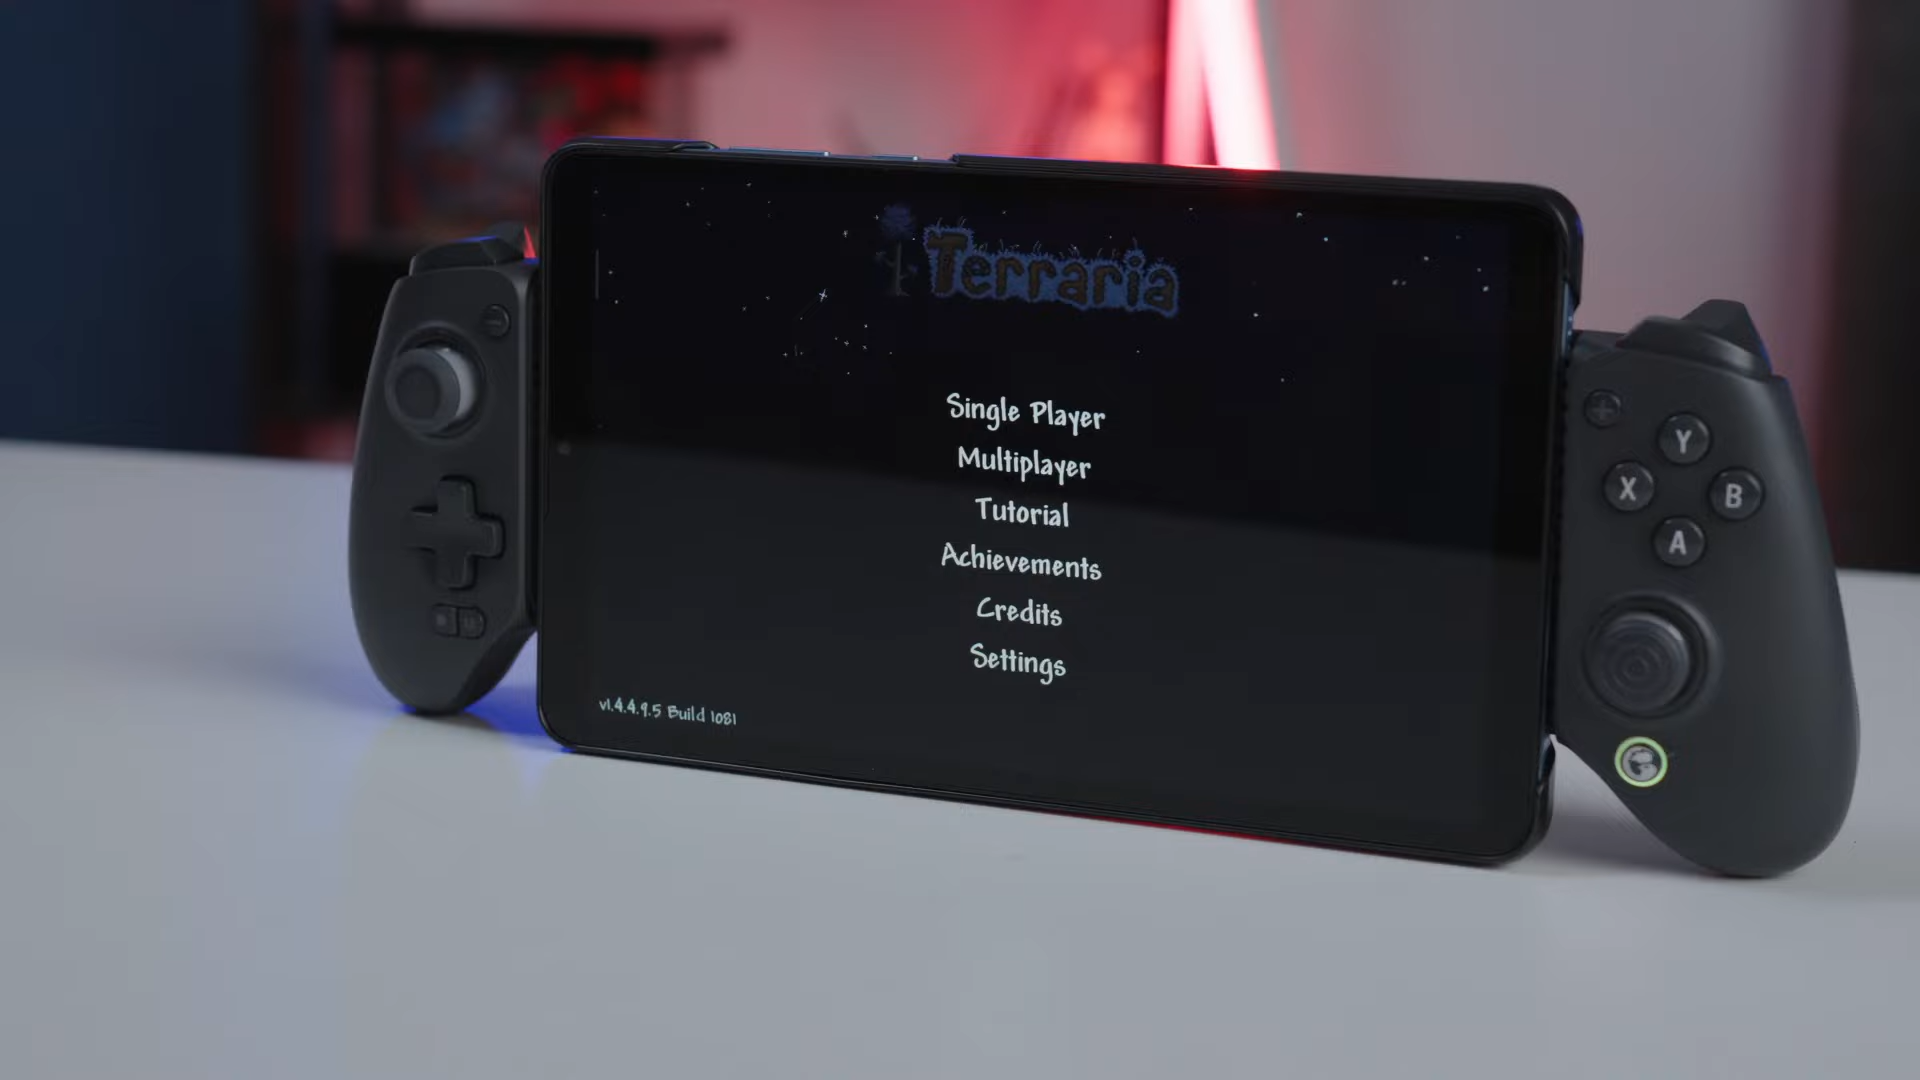 Terraria
Single Player
Multiplayer
Tutorial
Achievements
Credits
Settings
v1.4.4.9.5 Build 1081
Y
X B
A